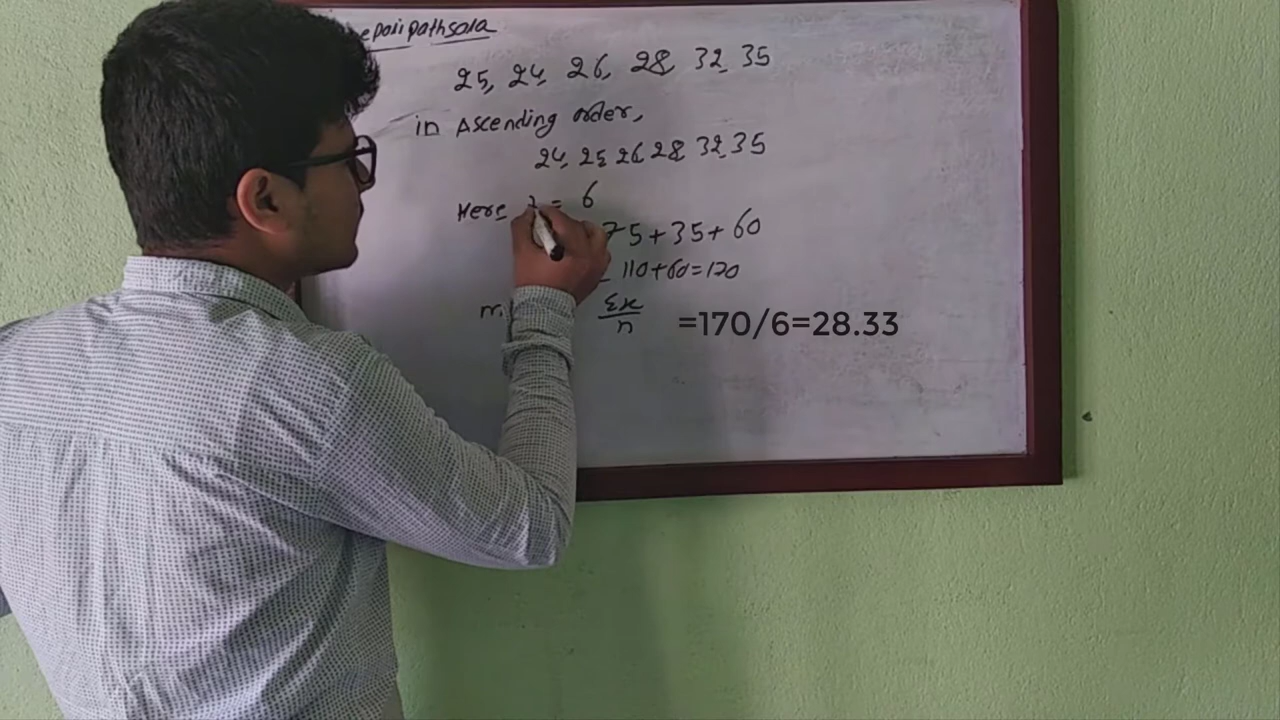 eparipathsala
25, 24, 26, 28, 32, 35
in Ascending order,
24, 25, 26, 28, 32, 35
Here = 6
75+35+60
= 110+60=170
Σx/n =170/6=28.33